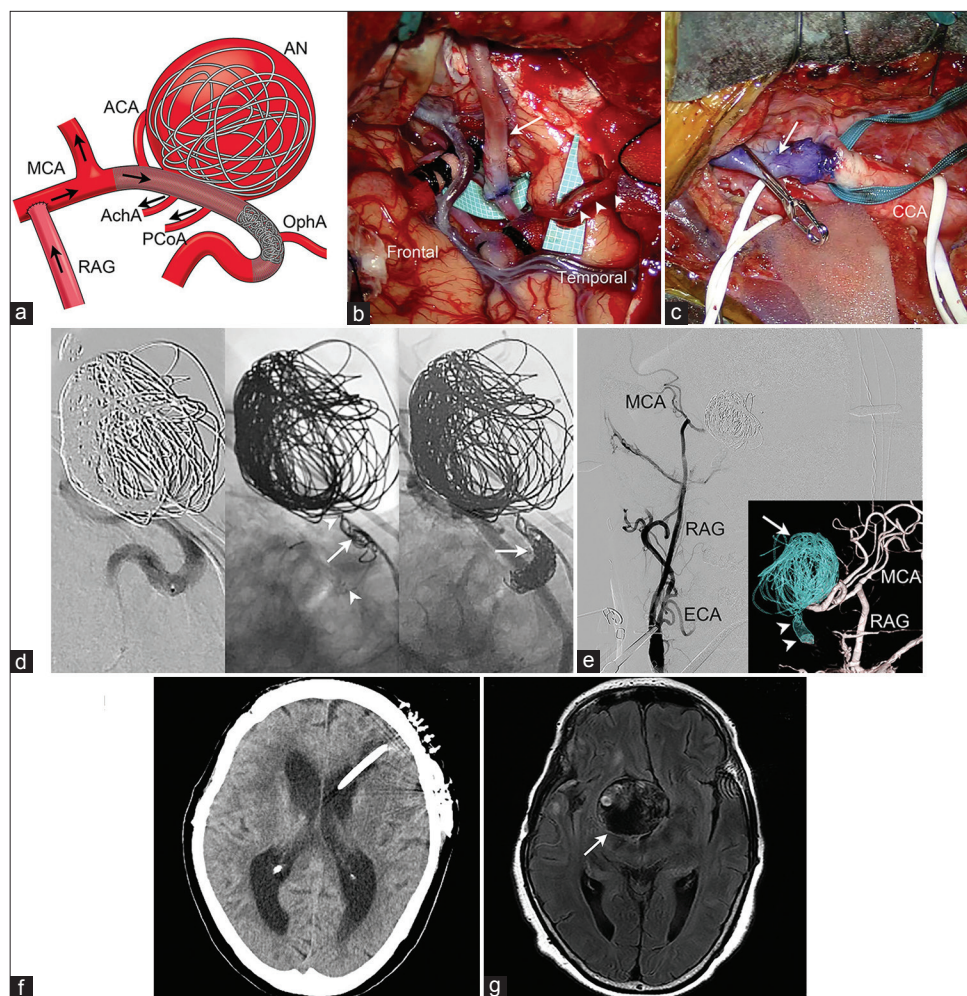 AN
ACA
MCA
AchA
PCoA
OphA
RAG
a
Frontal
Temporal
b
CCA
c
d
MCA
RAG
ECA
MCA
RAG
e
f
g